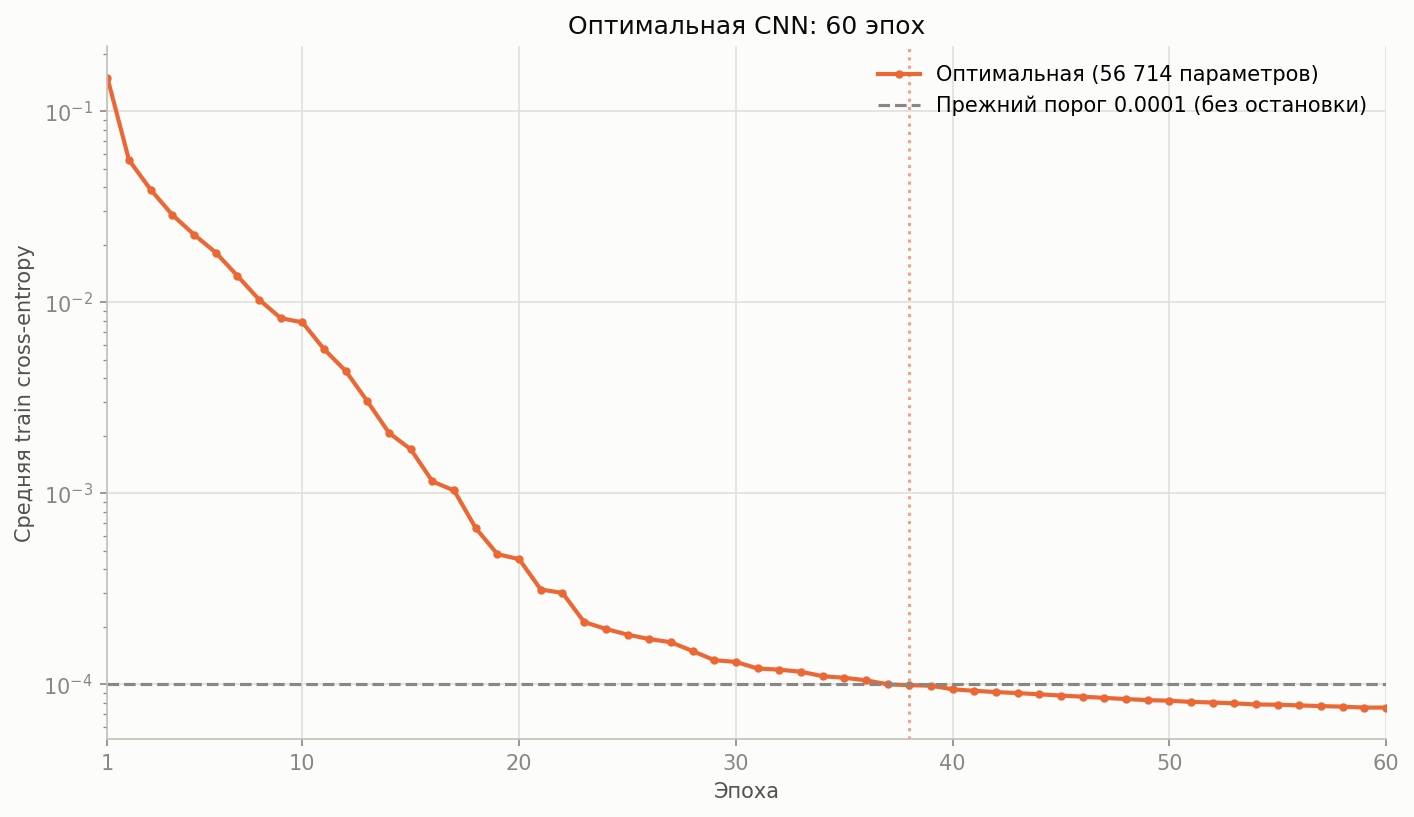 Оптимальная CNN: 60 эпох
Оптимальная (56 714 параметров)
Прежний порог 0.0001 (без остановки)
Средняя train cross-entropy
10⁻¹
10⁻²
10⁻³
10⁻⁴
1 10 20 30 40 50 60
Эпоха